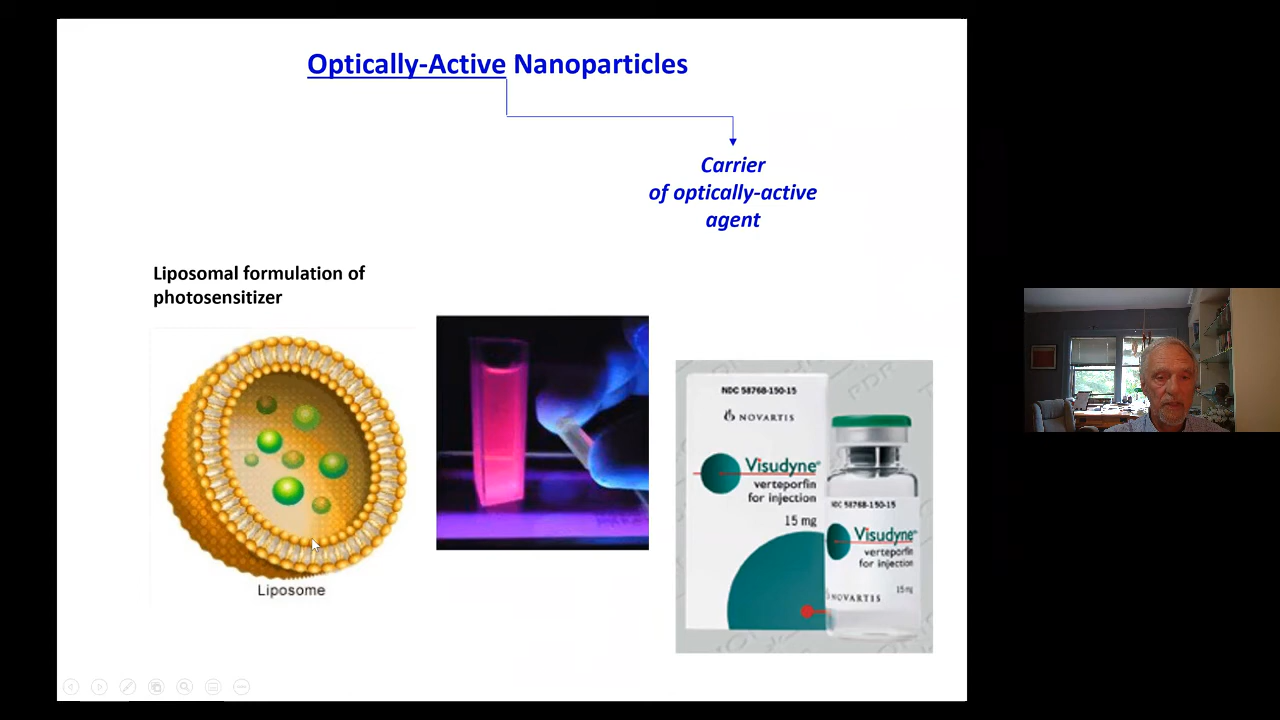 Optically-Active Nanoparticles
Carrier
of optically-active
agent
Liposomal formulation of
photosensitizer
Liposome
NDC 58768-150-15
NOVARTIS
Visudyne®
verteporfin
for injection
15 mg
NDC 58768-150-15
Visudyne®
verteporfin
for injection
15 mg
NOVARTIS